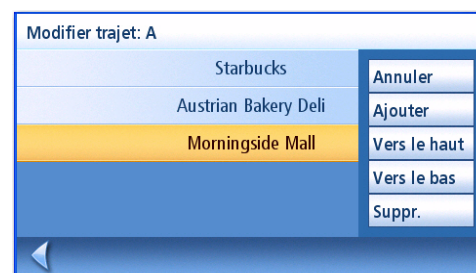 Modifier trajet: A
Starbucks
Austrian Bakery Deli
Morningside Mall
Annuler
Ajouter
Vers le haut
Vers le bas
Suppr.